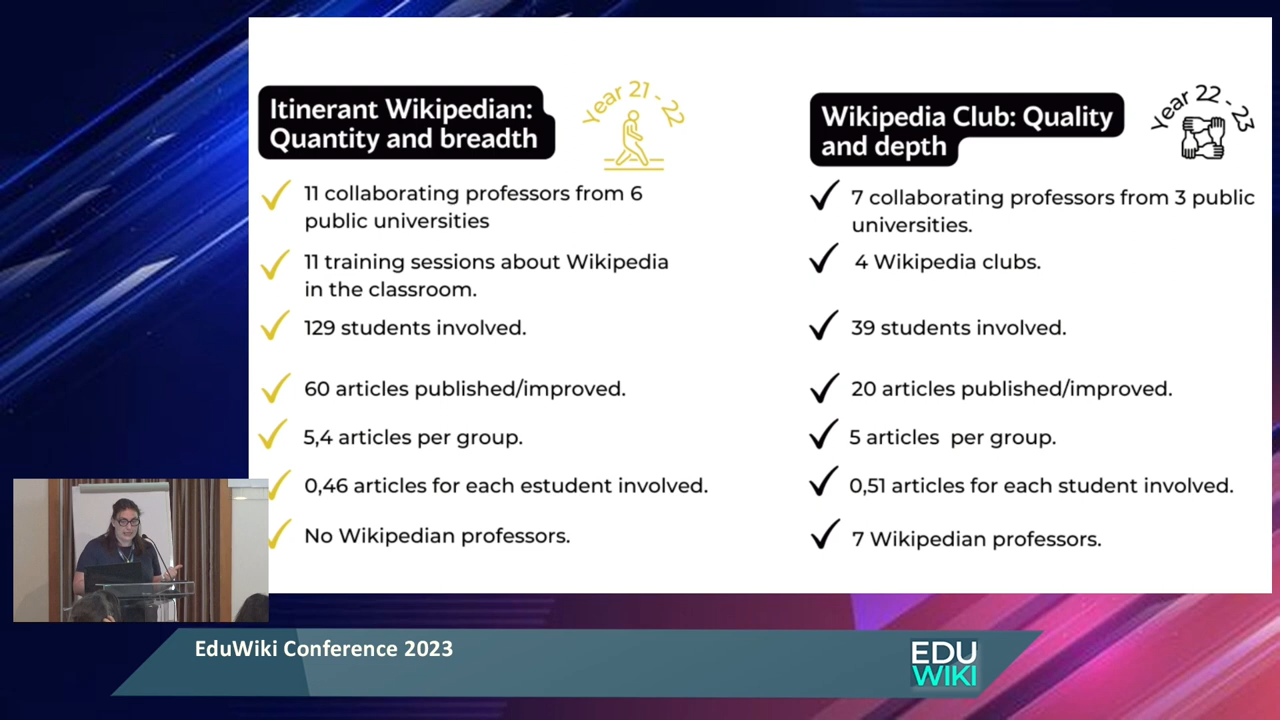 Itinerant Wikipedian:
Quantity and breadth
Year 21 - 22
11 collaborating professors from 6
public universities
11 training sessions about Wikipedia
in the classroom.
129 students involved.
60 articles published/improved.
5,4 articles per group.
0,46 articles for each estudent involved.
No Wikipedian professors.
Wikipedia Club: Quality
and depth
Year 22 - 23
7 collaborating professors from 3 public
universities.
4 Wikipedia clubs.
39 students involved.
20 articles published/improved.
5 articles per group.
0,51 articles for each student involved.
7 Wikipedian professors.
EduWiki Conference 2023
EDU
WIKI